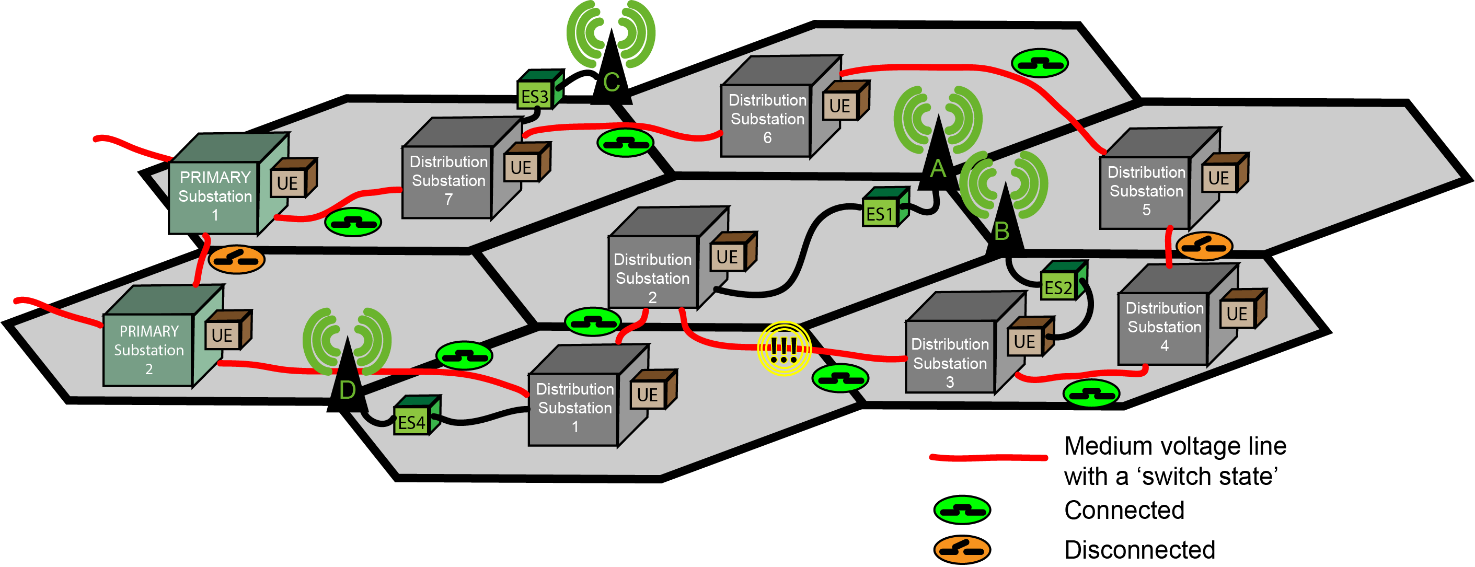 C
ES3
Distribution
Substation
6
UE
A
PRIMARY
Substation
1
UE
Distribution
Substation
7
UE
Distribution
Substation
5
UE
ES1
B
Distribution
Substation
2
UE
ES2
PRIMARY
Substation
2
UE
Distribution
Substation
3
UE
Distribution
Substation
4
UE
!!!
D
ES4
Distribution
Substation
1
UE
Medium voltage line
with a ‘switch state’
Connected
Disconnected